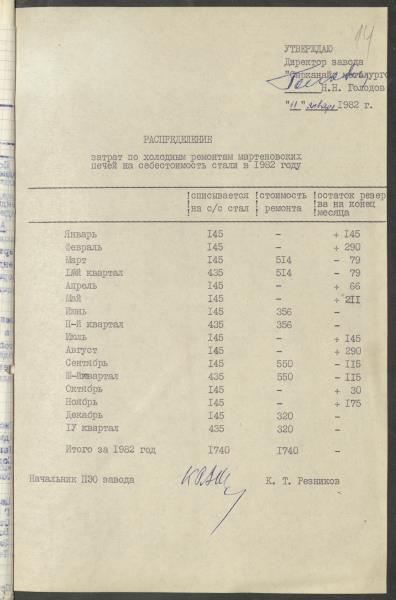 14
УТВЕРЖДАЮ
Директор завода
Н.Н. Голодов
"11" января 1982 г.
РАСПРЕДЕЛЕНИЕ
затрат по холодным ремонтам мартеновских
печей на себестоимость стали в 1982 году
списывается на с/с стал | стоимость ремонта | остаток резерва на конец месяца
Январь 145 - + 145
Февраль 145 - + 290
Март 145 514 - 79
квартал 435 514 - 79
Апрель 145 - + 66
Май 145 - + 211
Июнь 145 356 -
П-й квартал 435 356 -
Июль 145 - + 145
Август 145 - + 290
Сентябрь 145 550 - 115
Ш-й квартал 435 550 - 115
Октябрь 145 - + 30
Ноябрь 145 - + 175
Декабрь 145 320 -
IУ квартал 435 320 -
Итого за 1982 год 1740 1740 -
Начальник ПЭО завода К. Т. Резников